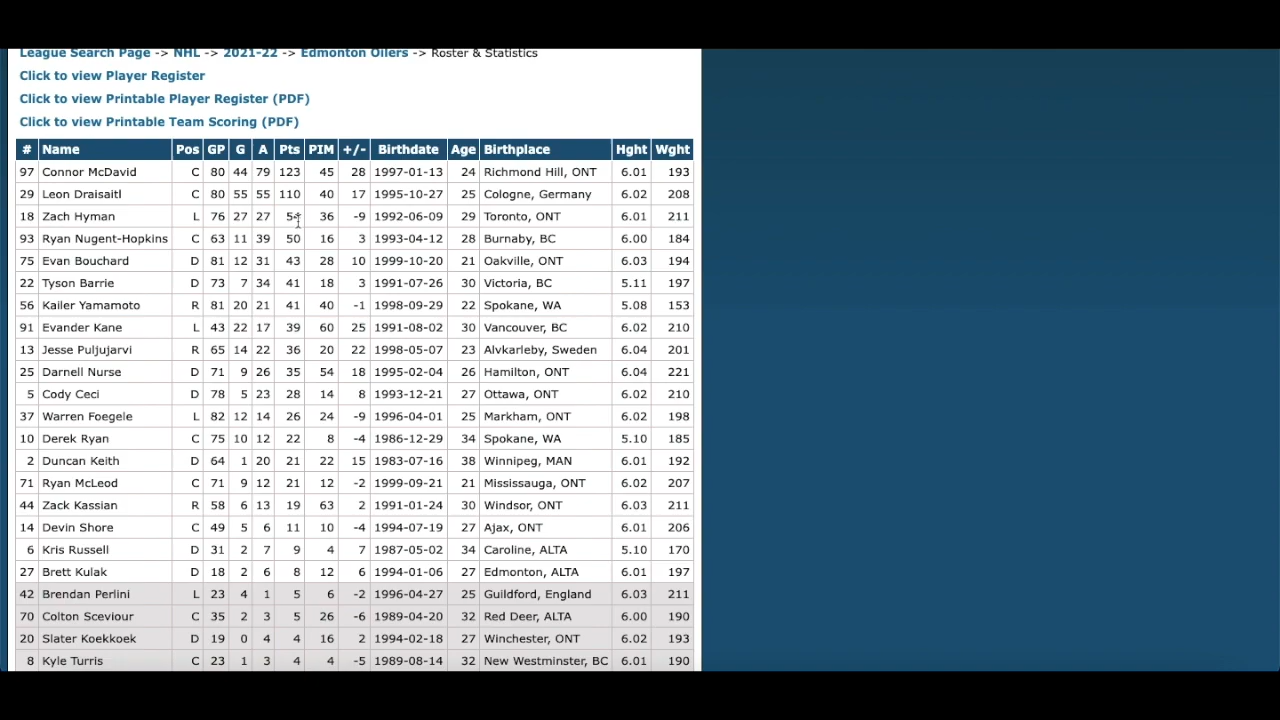 League Search Page -> NHL -> 2021-22 -> Edmonton Oilers -> Roster & Statistics
Click to view Player Register
Click to view Printable Player Register (PDF)
Click to view Printable Team Scoring (PDF)
# Name Pos GP G A Pts PIM +/- Birthdate Age Birthplace Hght Wght
97 Connor McDavid C 80 44 79 123 45 28 1997-01-13 24 Richmond Hill, ONT 6.01 193
29 Leon Draisaitl C 80 55 55 110 40 17 1995-10-27 25 Cologne, Germany 6.02 208
18 Zach Hyman L 76 27 27 36 -9 1992-06-09 29 Toronto, ONT 6.01 211
93 Ryan Nugent-Hopkins C 63 11 39 50 16 3 1993-04-12 28 Burnaby, BC 6.00 184
75 Evan Bouchard D 81 12 31 43 28 10 1999-10-20 21 Oakville, ONT 6.03 194
22 Tyson Barrie D 73 7 34 41 18 3 1991-07-26 30 Victoria, BC 5.11 197
56 Kailer Yamamoto R 81 20 21 41 40 -1 1998-09-29 22 Spokane, WA 5.08 153
91 Evander Kane L 43 22 17 39 60 25 1991-08-02 30 Vancouver, BC 6.02 210
13 Jesse Puljujarvi R 65 14 22 36 20 22 1998-05-07 23 Alvkarleby, Sweden 6.04 201
25 Darnell Nurse D 71 9 26 35 54 18 1995-02-04 26 Hamilton, ONT 6.04 221
5 Cody Ceci D 78 5 23 28 14 8 1993-12-21 27 Ottawa, ONT 6.02 210
37 Warren Foegele L 82 12 14 26 24 -9 1996-04-01 25 Markham, ONT 6.02 198
10 Derek Ryan C 75 10 12 22 8 -4 1986-12-29 34 Spokane, WA 5.10 185
2 Duncan Keith D 64 1 20 21 22 15 1983-07-16 38 Winnipeg, MAN 6.01 192
71 Ryan McLeod C 71 9 12 21 12 -2 1999-09-21 21 Mississauga, ONT 6.02 207
44 Zack Kassian R 58 6 13 19 63 2 1991-01-24 30 Windsor, ONT 6.03 211
14 Devin Shore C 49 5 6 11 10 -4 1994-07-19 27 Ajax, ONT 6.01 206
6 Kris Russell D 31 2 7 9 4 7 1987-05-02 34 Caroline, ALTA 5.10 170
27 Brett Kulak D 18 2 6 8 12 6 1994-01-06 27 Edmonton, ALTA 6.01 197
42 Brendan Perlini L 23 4 1 5 6 -2 1996-04-27 25 Guildford, England 6.03 211
70 Colton Sceviour C 35 2 3 5 26 -6 1989-04-20 32 Red Deer, ALTA 6.00 190
20 Slater Koekkoek D 19 0 4 4 16 2 1994-02-18 27 Winchester, ONT 6.02 193
8 Kyle Turris C 23 1 3 4 4 -5 1989-08-14 32 New Westminster, BC 6.01 190